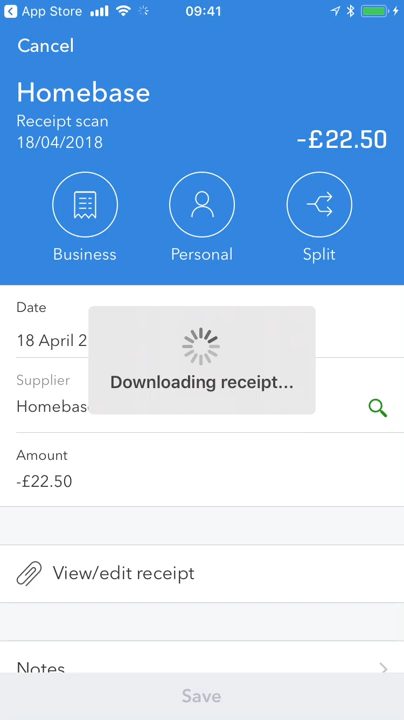 App Store 09:41
Cancel
Homebase
Receipt scan
18/04/2018
-£22.50
Business Personal Split
Date
18 April 2
Downloading receipt...
Supplier
Homebas
Amount
-£22.50
View/edit receipt
Notes
Save